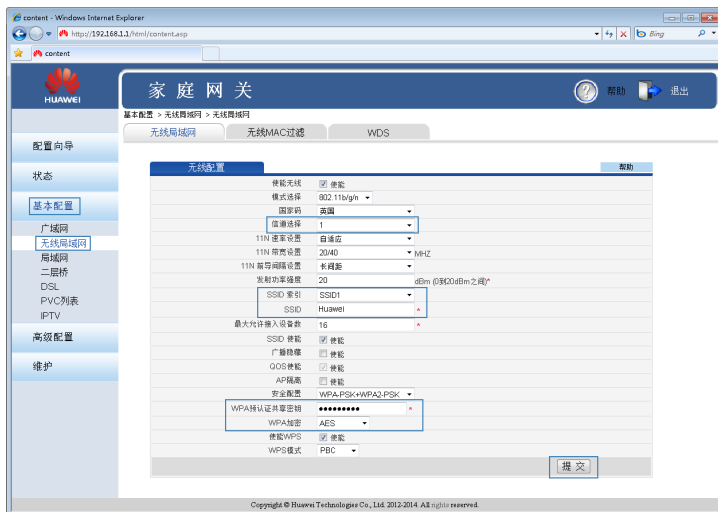 content - Windows Internet Explorer
http://192.168.1.1/html/content.asp
Bing
content
HUAWEI
家庭网关
帮助
退出
基本配置 > 无线局域网 > 无线局域网
无线局域网 无线MAC过滤 WDS
配置向导
状态
基本配置
广域网
无线局域网
局域网
二层桥
DSL
PVC列表
IPTV
高级配置
维护
无线配置 帮助
使能无线 使能
模式选择 802.11b/g/n
国家码 英国
信道选择 1
11N 速率设置 自适应
11N 带宽设置 20/40 MHZ
11N 前导间隔设置 长间距
发射功率强度 20 dBm (0到20dBm之间)*
SSID 索引 SSID1
SSID Huawei *
最大允许接入设备数 16 *
SSID 使能 使能
广播隐藏 使能
QOS使能 使能
AP隔离 使能
安全配置 WPA-PSK+WPA2-PSK
WPA预认证共享密钥 ●●●●●●●●● *
WPA加密 AES
使能WPS 使能
WPS模式 PBC
提交
Copyright © Huawei Technologies Co., Ltd. 2012-2014. All rights reserved.